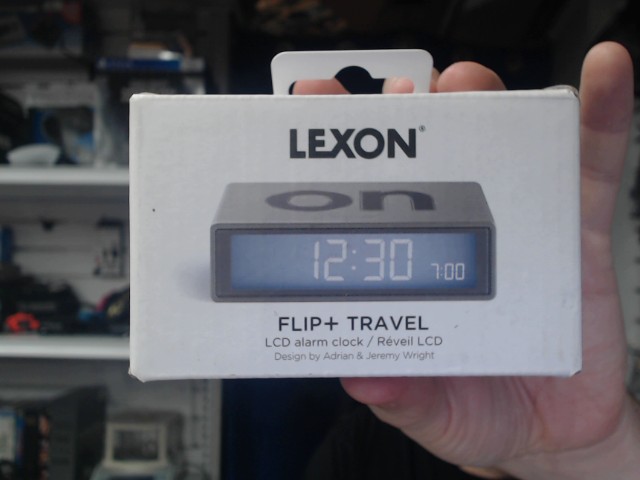 LEXON®
on
12:30 7:00
FLIP+ TRAVEL
LCD alarm clock / Réveil LCD
Design by Adrian & Jeremy Wright